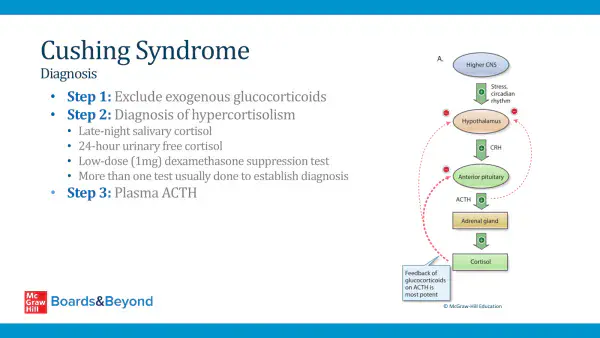 Cushing Syndrome
Diagnosis
• Step 1: Exclude exogenous glucocorticoids
• Step 2: Diagnosis of hypercortisolism
• Late-night salivary cortisol
• 24-hour urinary free cortisol
• Low-dose (1mg) dexamethasone suppression test
• More than one test usually done to establish diagnosis
• Step 3: Plasma ACTH
A.
Higher CNS
Stress,
circadian
rhythm
Hypothalamus
CRH
Anterior pituitary
ACTH
Adrenal gland
Cortisol
Feedback of
glucocorticoids
on ACTH is
most potent
© McGraw-Hill Education
Mc
Graw
Hill
Boards&Beyond